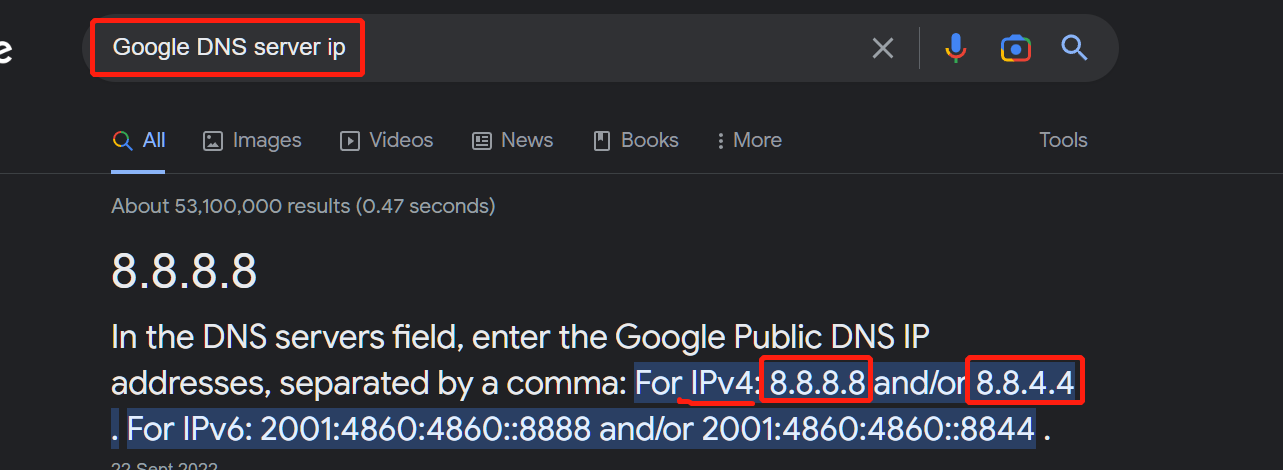 e
Google DNS server ip
All Images Videos News Books More Tools
About 53,100,000 results (0.47 seconds)
8.8.8.8
In the DNS servers field, enter the Google Public DNS IP
addresses, separated by a comma: For IPv4: 8.8.8.8 and/or 8.8.4.4
. For IPv6: 2001:4860:4860::8888 and/or 2001:4860:4860::8844 .
22 Sept 2022